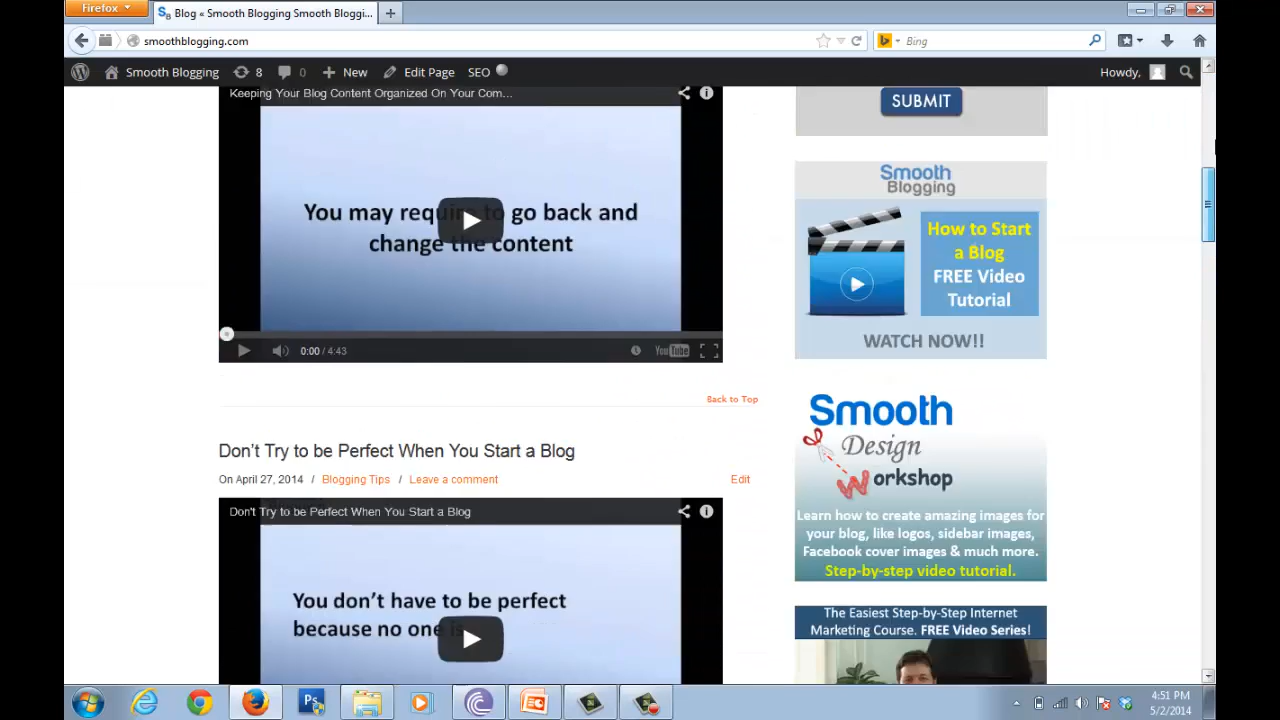 Firefox
Blog « Smooth Blogging Smooth Bloggi...
smoothblogging.com
Bing
Smooth Blogging
8
0
New
Edit Page
SEO
Howdy,
Keeping Your Blog Content Organized On Your Com...
You may require to go back and
change the content
0:00 / 4:43
YouTube
Back to Top
Don't Try to be Perfect When You Start a Blog
On April 27, 2014 / Blogging Tips / Leave a comment
Edit
Don't Try to be Perfect When You Start a Blog
You don't have to be perfect
because no one is
SUBMIT
Smooth
Blogging
How to Start
a Blog
FREE Video
Tutorial
WATCH NOW!!
Smooth
Design
Workshop
Learn how to create amazing images for
your blog, like logos, sidebar images,
Facebook cover images & much more.
Step-by-step video tutorial.
The Easiest Step-by-Step Internet
Marketing Course. FREE Video Series!
4:51 PM
5/2/2014